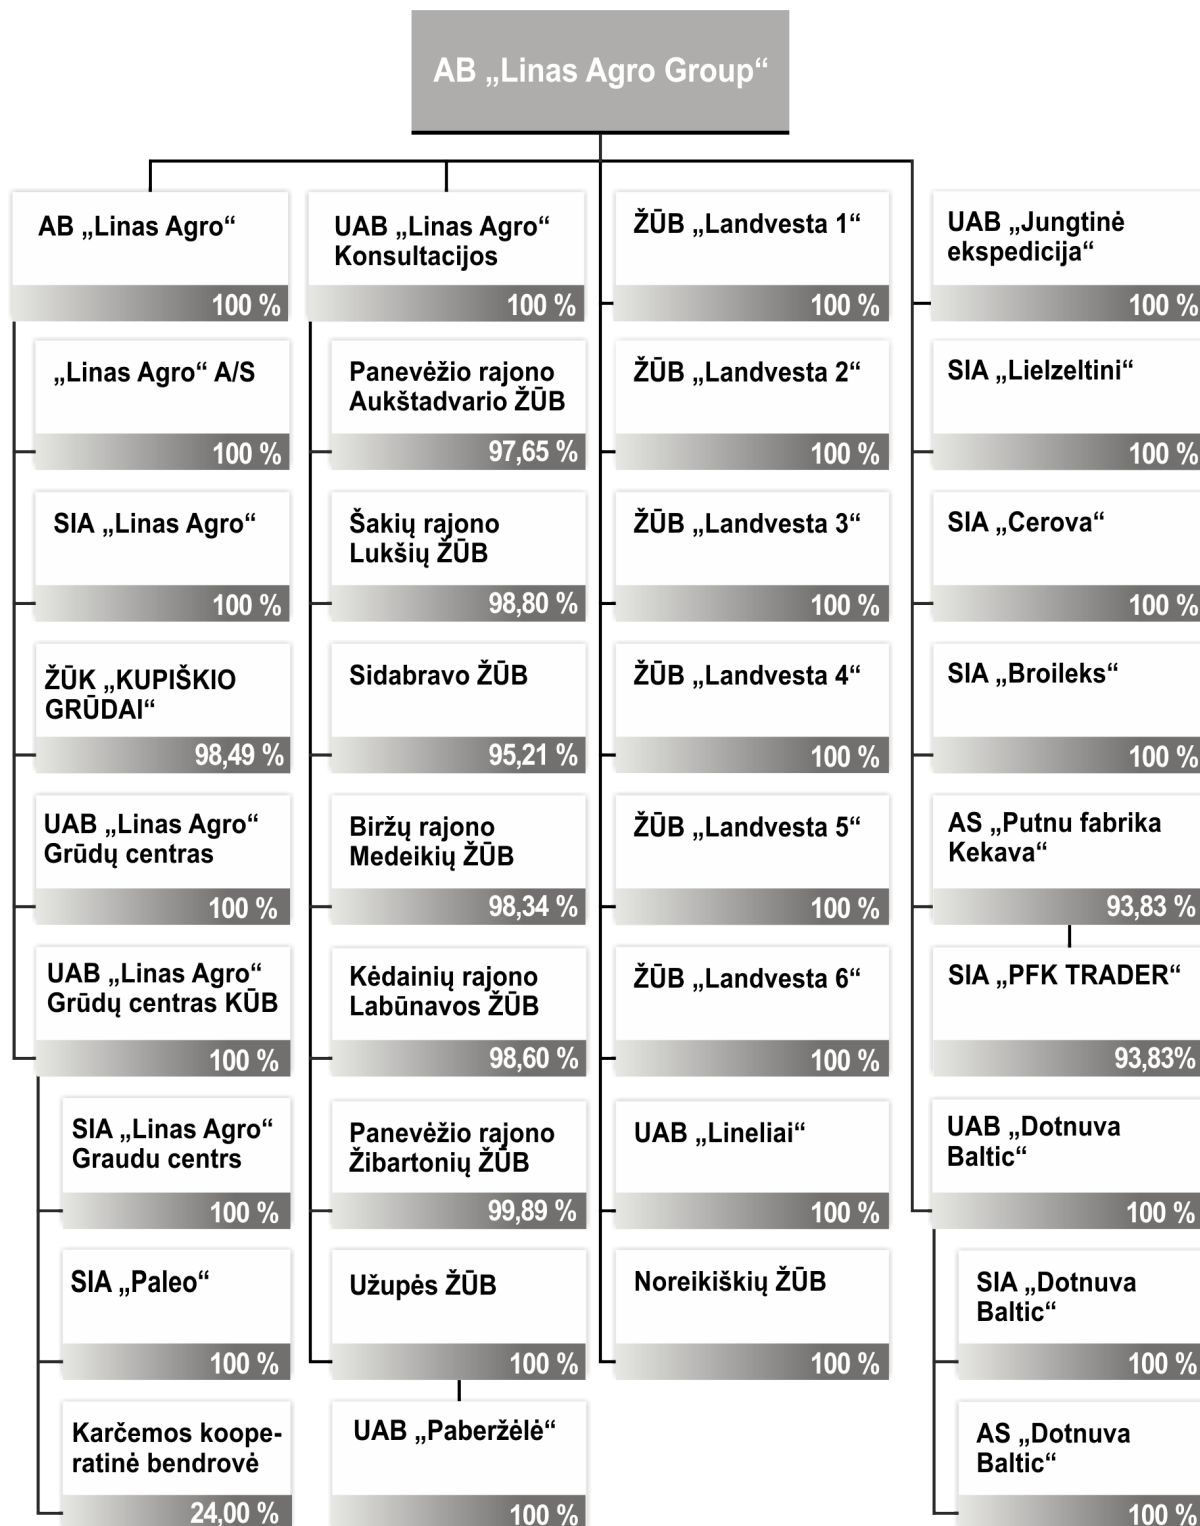 AB „Linas Agro Group“
AB „Linas Agro“
100 %
„Linas Agro“ A/S
100 %
SIA „Linas Agro“
100 %
ŽŪK „KUPIŠKIO
GRŪDAI“
98,49 %
UAB „Linas Agro“
Grūdų centras
100 %
UAB „Linas Agro“
Grūdų centras KŪB
100 %
SIA „Linas Agro“
Graudu centrs
100 %
SIA „Paleo“
100 %
Karčemos koope-
ratinė bendrovė
24,00 %
UAB „Linas Agro“
Konsultacijos
100 %
Panevėžio rajono
Aukštadvario ŽŪB
97,65 %
Šakių rajono
Lukšių ŽŪB
98,80 %
Sidabravo ŽŪB
95,21 %
Biržų rajono
Medeikių ŽŪB
98,34 %
Kėdainių rajono
Labūnavos ŽŪB
98,60 %
Panevėžio rajono
Žibartonių ŽŪB
99,89 %
Užupės ŽŪB
100 %
UAB „Paberžėlė“
100 %
ŽŪB „Landvesta 1“
100 %
ŽŪB „Landvesta 2“
100 %
ŽŪB „Landvesta 3“
100 %
ŽŪB „Landvesta 4“
100 %
ŽŪB „Landvesta 5“
100 %
ŽŪB „Landvesta 6“
100 %
UAB „Lineliai“
100 %
Noreikiškių ŽŪB
100 %
UAB „Jungtinė
ekspedicija“
100 %
SIA „Lielzeltini“
100 %
SIA „Cerova“
100 %
SIA „Broileks“
100 %
AS „Putnu fabrika
Kekava“
93,83 %
SIA „PFK TRADER“
93,83%
UAB „Dotnuva
Baltic“
100 %
SIA „Dotnuva
Baltic“
100 %
AS „Dotnuva
Baltic“
100 %